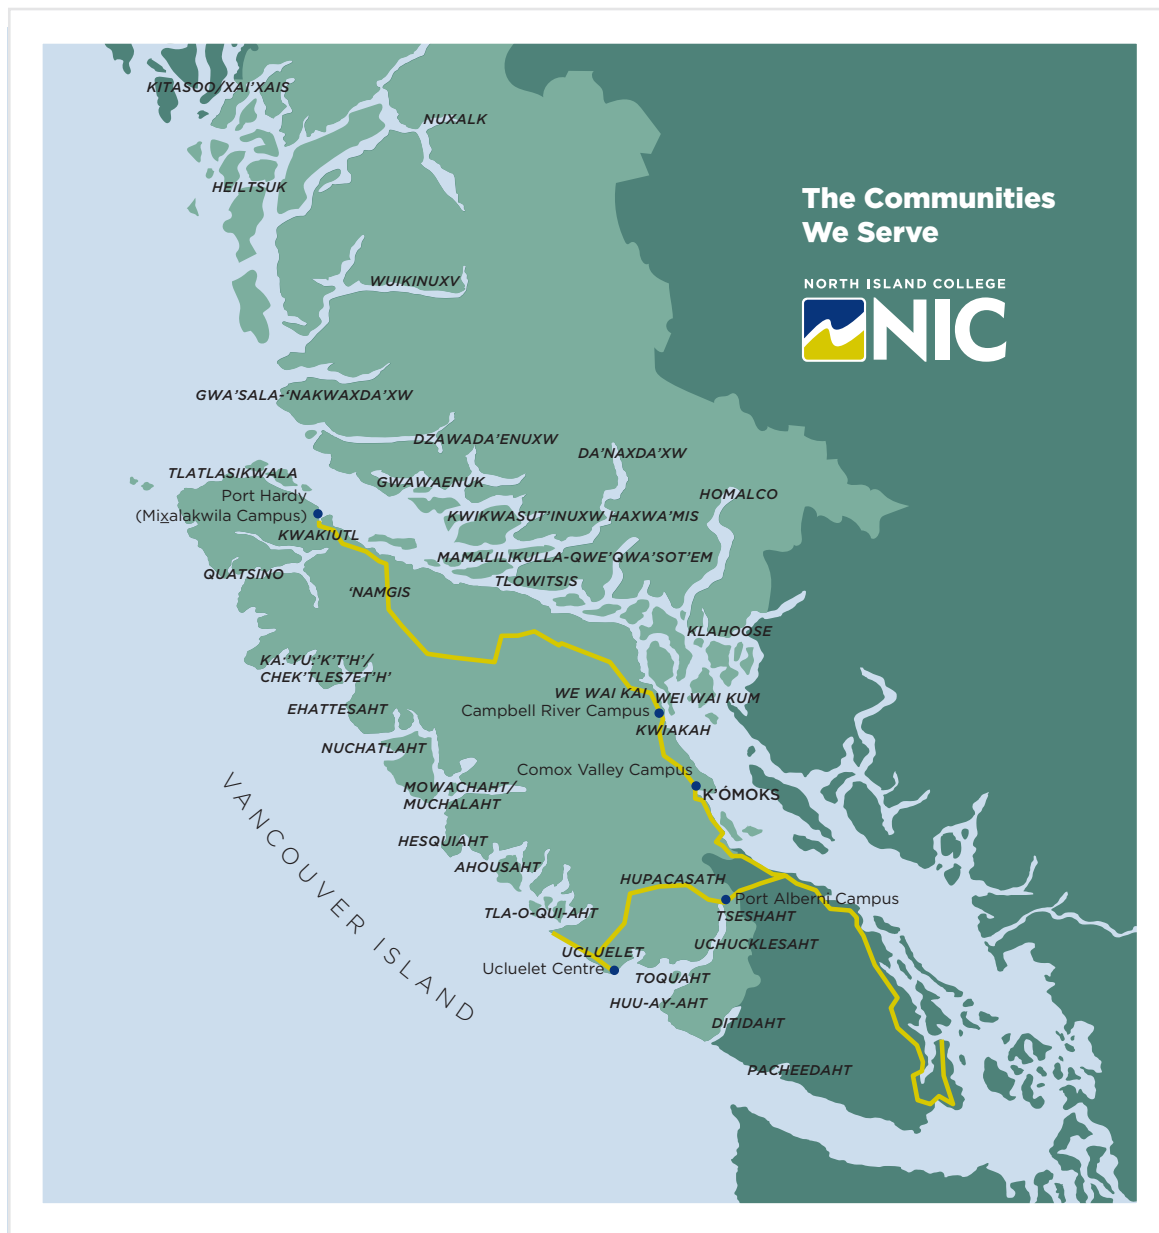 KITASOO/XAI'XAIS
NUXALK
HEILTSUK
The Communities
We Serve
NORTH ISLAND COLLEGE
NIC
WUIKINUXV
GWA'SALA-'NAKWAXDA'XW
DZAWADA'ENUXW
DA'NAXDA'XW
TLATLASIKWALA
GWAWAENUK
HOMALCO
Port Hardy
(Mix̲alakwila Campus)
KWIKWASUT'INUXW HAXWA'MIS
KWAKIUTL
MAMALILIKULLA-QWE'QWA'SOT'EM
QUATSINO
TLOWITSIS
'NAMGIS
KLAHOOSE
KA:'YU:'K'T'H'/
CHEK'TLES7ET'H'
WE WAI KAI
WEI WAI KUM
EHATTESAHT
Campbell River Campus
KWIAKAH
NUCHATLAHT
Comox Valley Campus
K'ÓMOKS
MOWACHAHT/
MUCHALAHT
VANCOUVER ISLAND
HESQUIAHT
AHOUSAHT
HUPACASATH
Port Alberni Campus
TLA-O-QUI-AHT
TSESHAHT
UCHUCKLESAHT
UCLUELET
Ucluelet Centre
TOQUAHT
HUU-AY-AHT
DITIDAHT
PACHEEDAHT